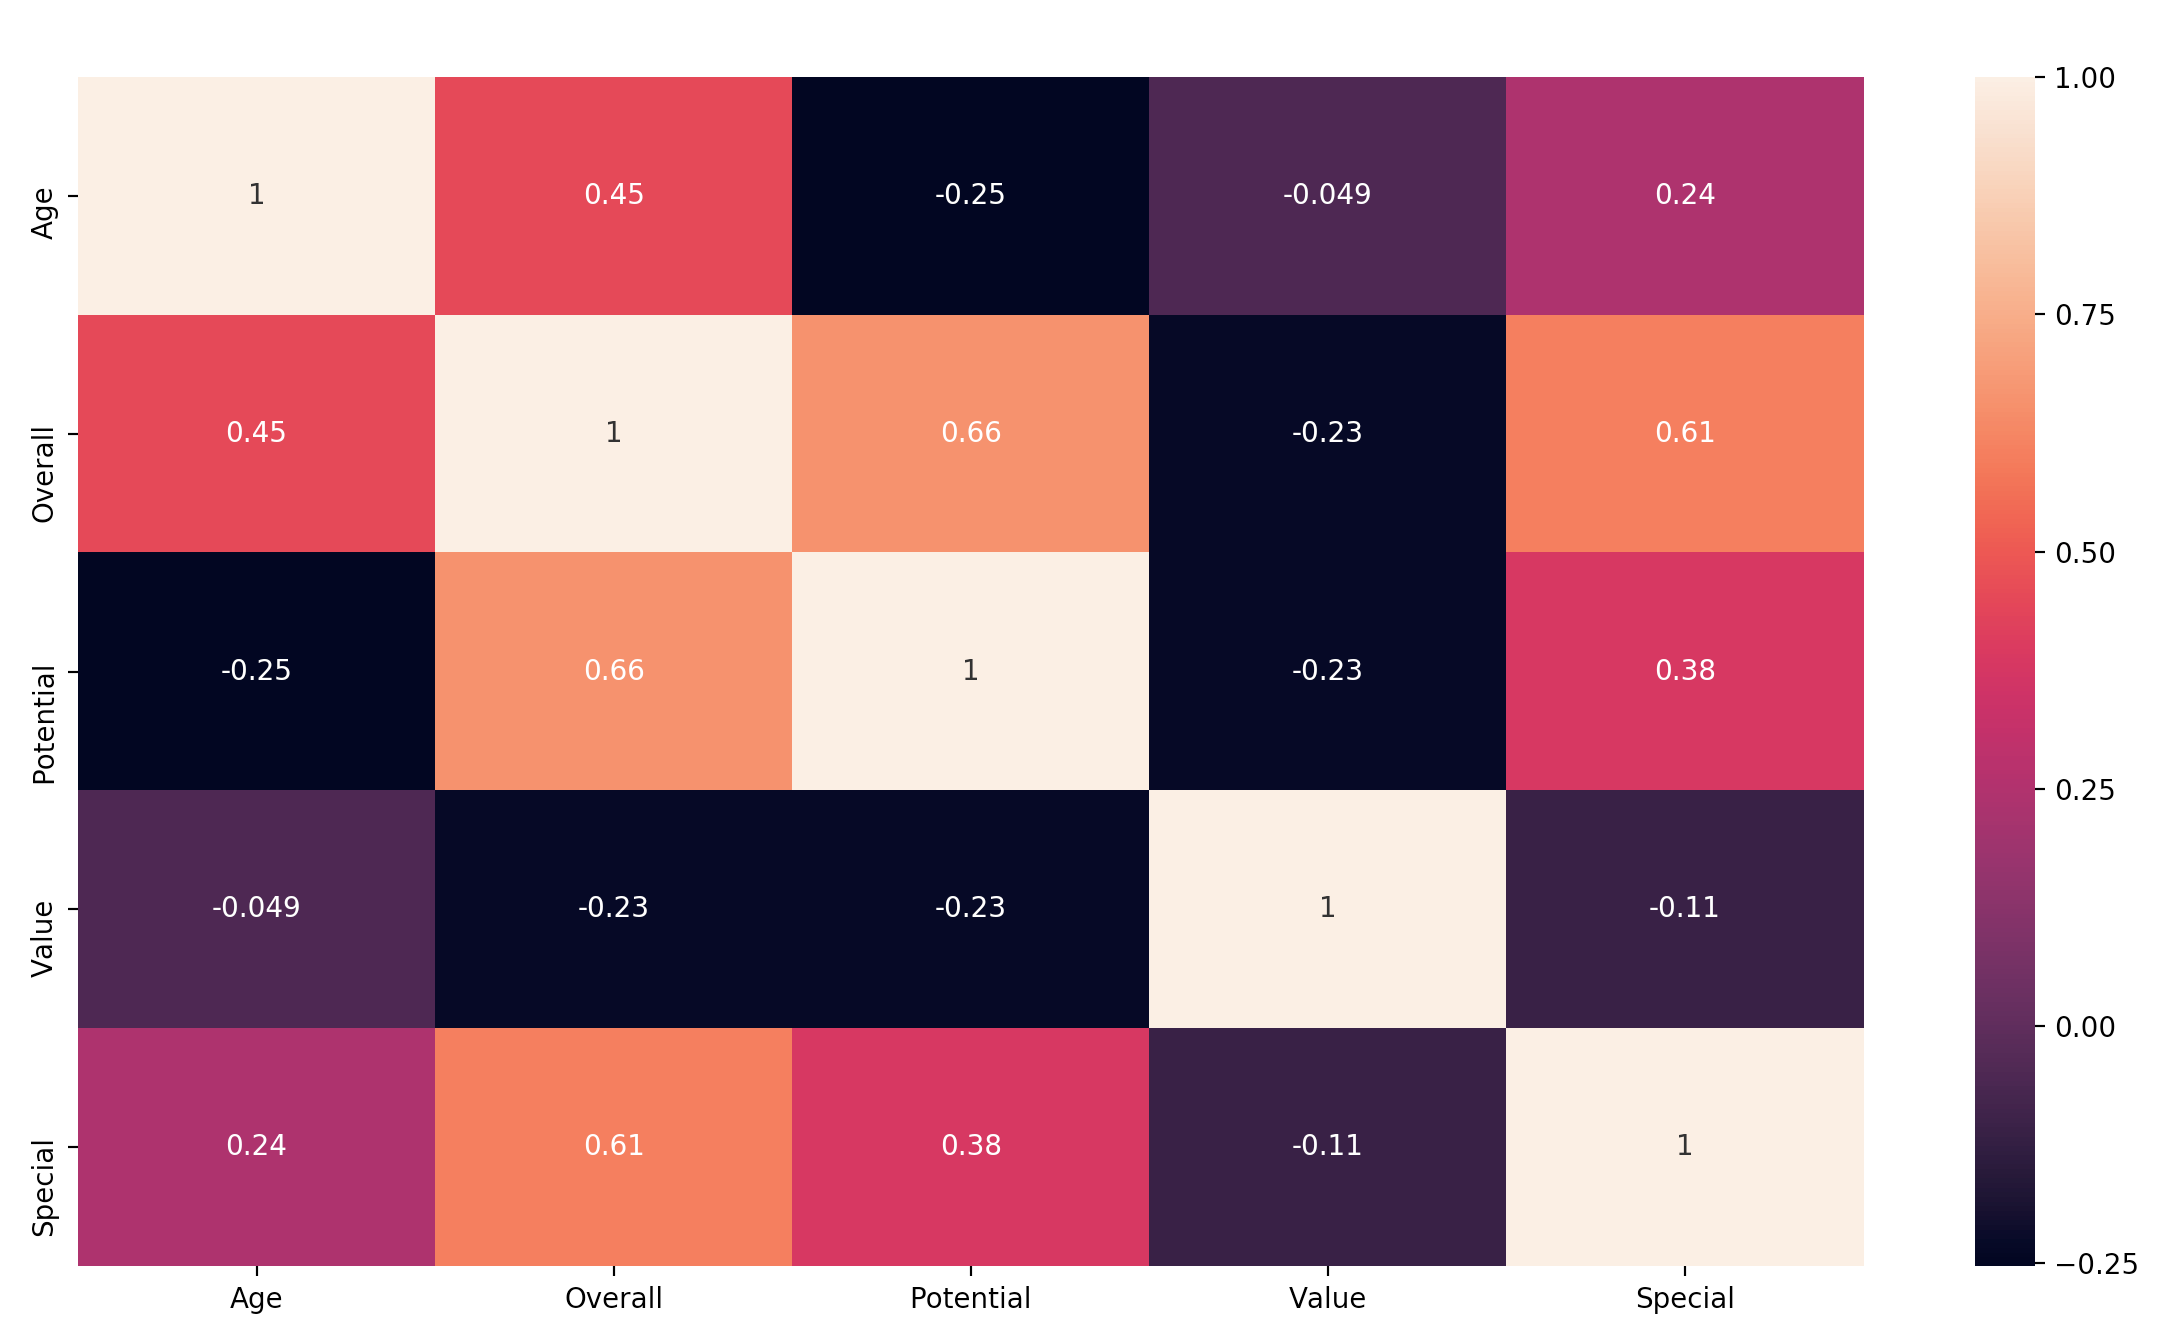 1.00
Age 1 0.45 -0.25 -0.049 0.24
0.75
Overall 0.45 1 0.66 -0.23 0.61
0.50
Potential -0.25 0.66 1 -0.23 0.38
0.25
Value -0.049 -0.23 -0.23 1 -0.11
0.00
Special 0.24 0.61 0.38 -0.11 1
−0.25
Age Overall Potential Value Special